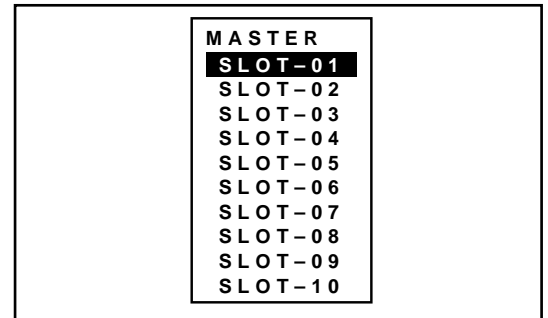 MASTER
SLOT–01
SLOT–02
SLOT–03
SLOT–04
SLOT–05
SLOT–06
SLOT–07
SLOT–08
SLOT–09
SLOT–10